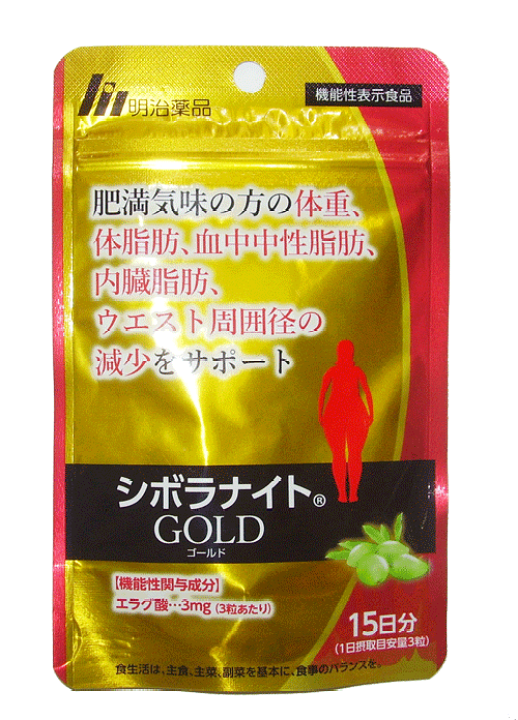 明治薬品
機能性表示食品
肥満気味の方の体重、
体脂肪、血中中性脂肪、
内臓脂肪、
ウエスト周囲径の
減少をサポート
シボラナイト®
GOLD
ゴールド
【機能性関与成分】
エラグ酸…3mg (3粒あたり)
15日分
(1日摂取目安量3粒)
食生活は、主食、主菜、副菜を基本に、食事のバランスを。